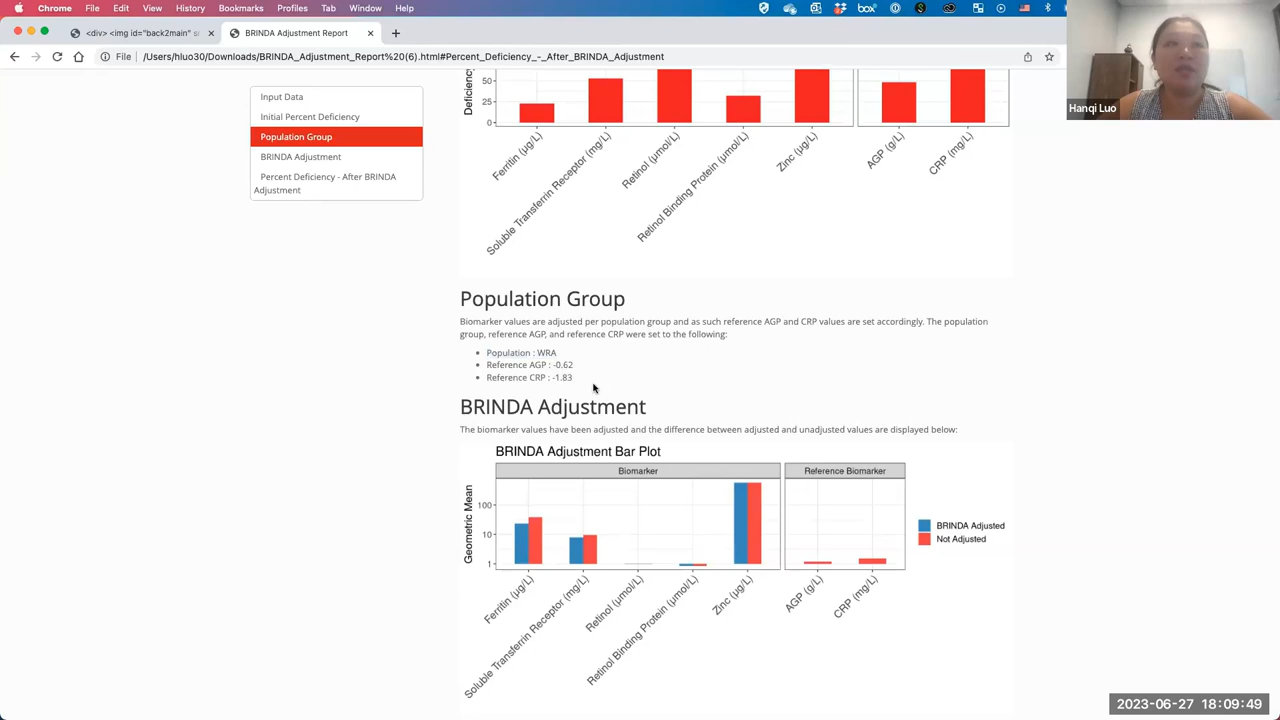 Chrome File Edit View History Bookmarks Profiles Tab Window Help
<div> <img id="back2main" s
BRINDA Adjustment Report
File /Users/hluo30/Downloads/BRINDA_Adjustment_Report%20(6).html#Percent_Deficiency_-_After_BRINDA_Adjustment
Hanqi Luo
Input Data
Initial Percent Deficiency
Population Group
BRINDA Adjustment
Percent Deficiency - After BRINDA
Adjustment
Deficiency
50
25
0
Ferritin (μg/L)
Soluble Transferrin Receptor (mg/L)
Retinol (μmol/L)
Retinol Binding Protein (μmol/L)
Zinc (μg/L)
AGP (g/L)
CRP (mg/L)
Population Group
Biomarker values are adjusted per population group and as such reference AGP and CRP values are set accordingly. The population
group, reference AGP, and reference CRP were set to the following:
• Population : WRA
• Reference AGP : -0.62
• Reference CRP : -1.83
BRINDA Adjustment
The biomarker values have been adjusted and the difference between adjusted and unadjusted values are displayed below:
BRINDA Adjustment Bar Plot
Biomarker
Reference Biomarker
Geometric Mean
100
10
1
BRINDA Adjusted
Not Adjusted
Ferritin (μg/L)
Soluble Transferrin Receptor (mg/L)
Retinol (μmol/L)
Retinol Binding Protein (μmol/L)
Zinc (μg/L)
AGP (g/L)
CRP (mg/L)
2023-06-27 18:09:49